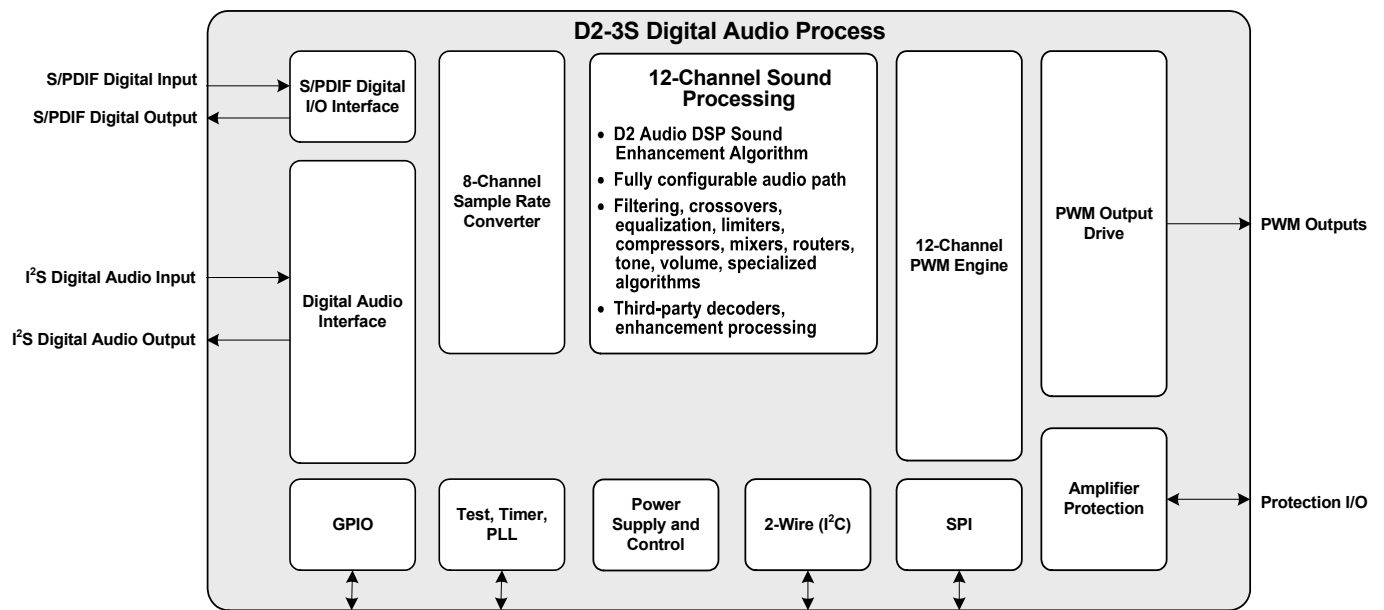 D2-3S Digital Audio Process
S/PDIF Digital Input
S/PDIF Digital Output
I²S Digital Audio Input
I²S Digital Audio Output
S/PDIF Digital
I/O Interface
Digital Audio
Interface
8-Channel
Sample Rate
Converter
12-Channel Sound
Processing
• D2 Audio DSP Sound
Enhancement Algorithm
• Fully configurable audio path
• Filtering, crossovers,
equalization, limiters,
compressors, mixers, routers,
tone, volume, specialized
algorithms
• Third-party decoders,
enhancement processing
12-Channel
PWM Engine
PWM Output
Drive
PWM Outputs
Amplifier
Protection
Protection I/O
GPIO
Test, Timer,
PLL
Power
Supply and
Control
2-Wire (I²C)
SPI